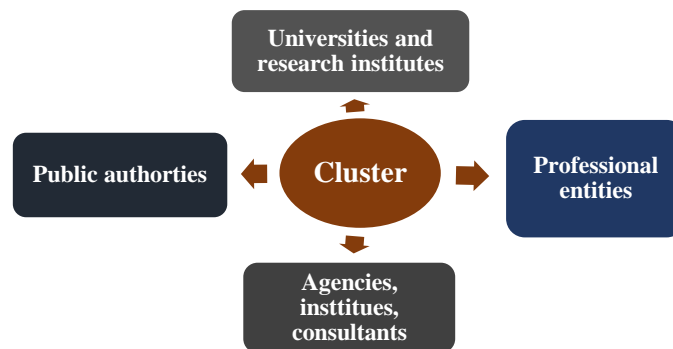 Universities and
research institutes
Public authorties
Cluster
Professional
entities
Agencies,
insttitues,
consultants